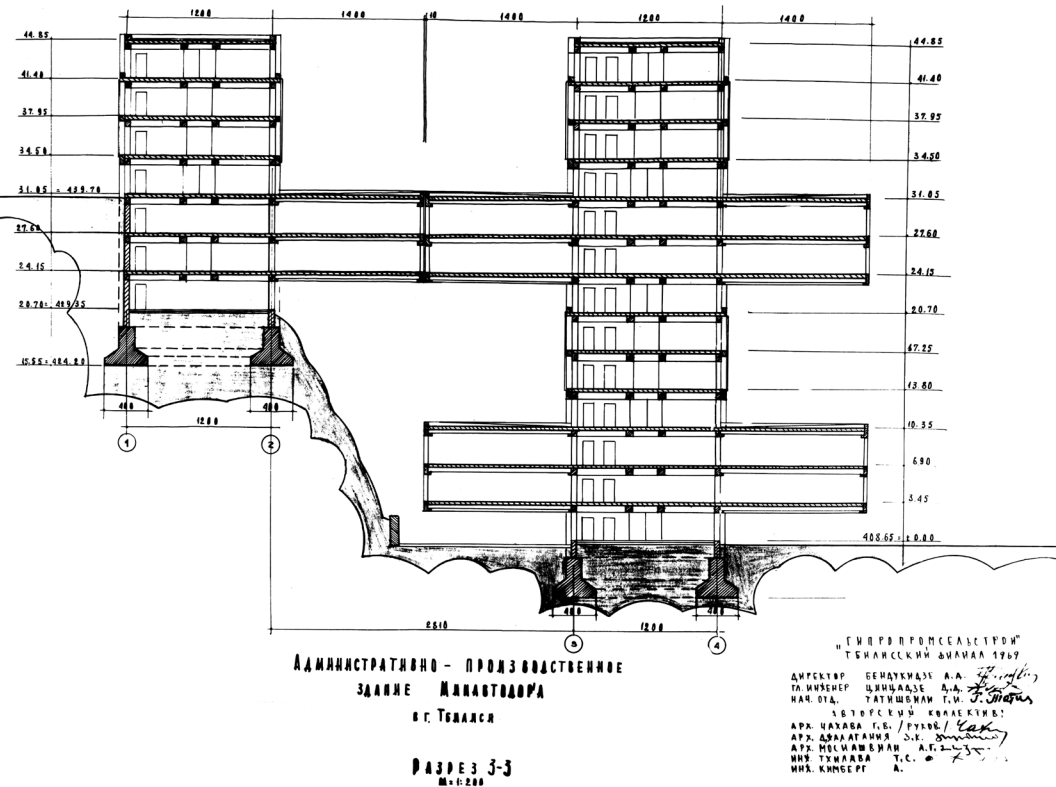 1200 1400 10 1400 1200 1400
44.85 44.85
41.40 41.40
37.95 37.95
34.50 34.50
31.05 = 439.70 31.05
27.60 27.60
24.15 24.15
20.70= 429.35 20.70
17.25
15.55=424.20
13.80
400 400
1200
10.35
1 2
6.90
3.45
408.65=±0.00
400 400
2810 1200
3 4
Административно - производственное
здание Минавтодора
в г. Тбилиси
Разрез 3-3
М=1:200
"ГИПРОПРОМСЕЛЬСТРОЙ"
"ТБИЛИССКИЙ ФИЛИАЛ 1969
ДИРЕКТОР БЕНДУКИДЗЕ А.А.
ГЛ. ИНЖЕНЕР ЦИНЦАДЗЕ Д.Д.
НАЧ. ОТД. ТАТИШВИЛИ Г.И.
АВТОРСКИЙ КОЛЛЕКТИВ:
АРХ. ЧАХАВА Г.В. /РУКОВ/
АРХ. ДЖАЛАГАНИЯ З.К.
АРХ. МОСИАШВИЛИ А.Г.
ИНЖ. ТХИЛАВА Т.С.
ИНЖ. КИМБЕРГ А.